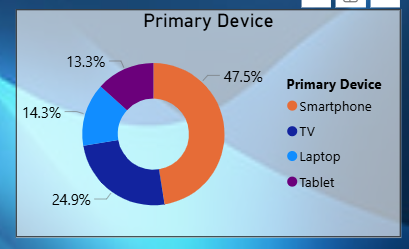 Primary Device
13.3%
47.5%
14.3%
24.9%
Primary Device
Smartphone
TV
Laptop
Tablet